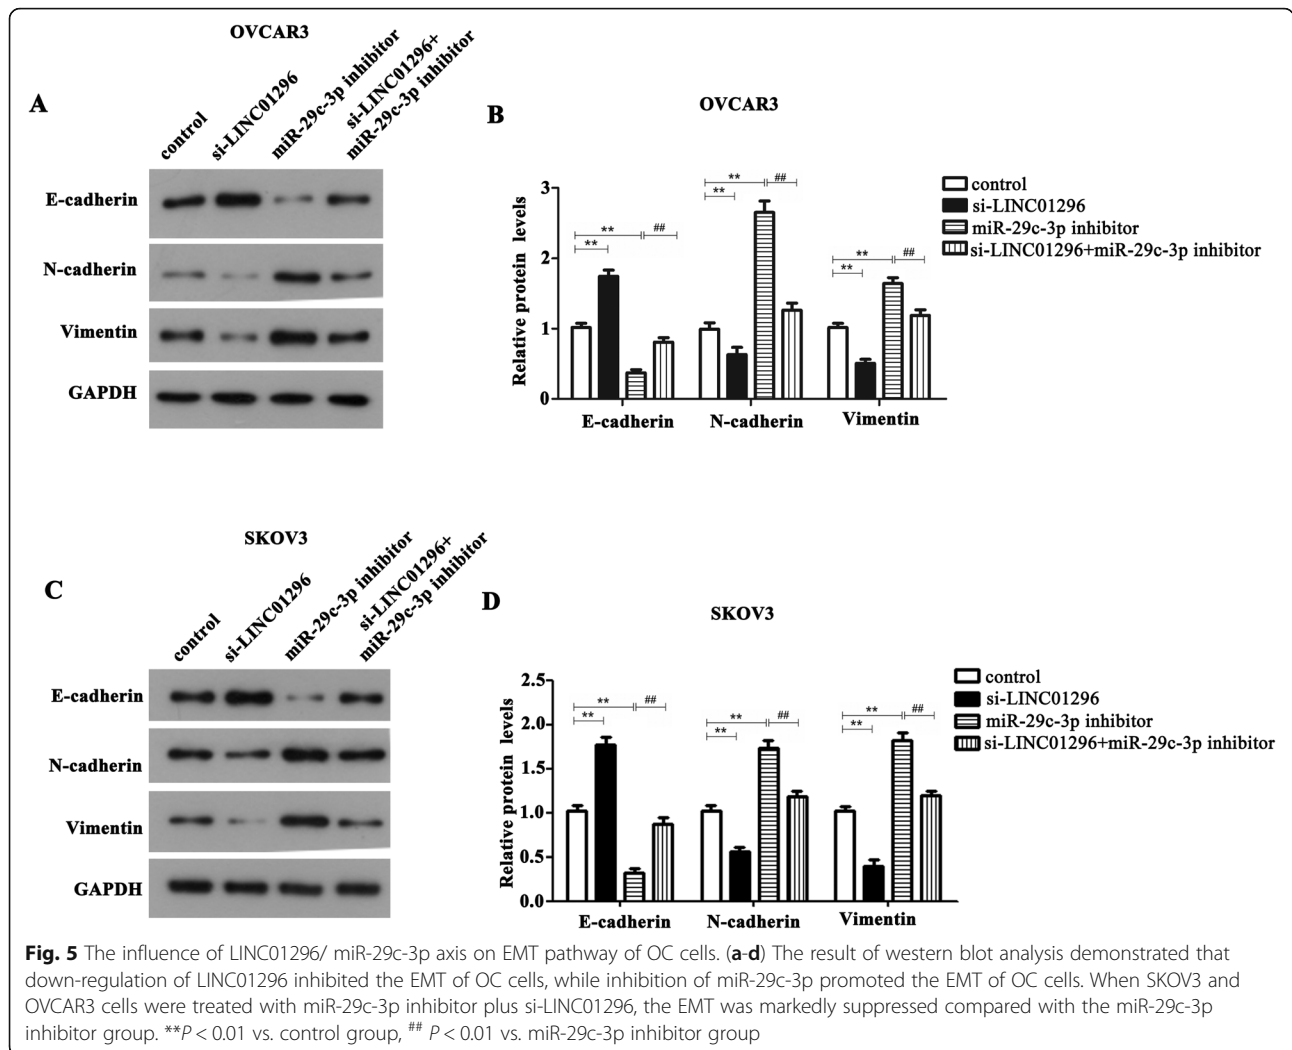 OVCAR3
A
control
si-LINC01296
miR-29c-3p inhibitor
si-LINC01296+
miR-29c-3p inhibitor
E-cadherin
N-cadherin
Vimentin
GAPDH
B
OVCAR3
Relative protein levels
3
2
1
0
** ** ##
** ** ##
** ** ##
E-cadherin N-cadherin Vimentin
control
si-LINC01296
miR-29c-3p inhibitor
si-LINC01296+miR-29c-3p inhibitor
SKOV3
C
control
si-LINC01296
miR-29c-3p inhibitor
si-LINC01296+
miR-29c-3p inhibitor
E-cadherin
N-cadherin
Vimentin
GAPDH
D
SKOV3
Relative protein levels
2.5
2.0
1.5
1.0
0.5
0.0
** ** ##
** ** ##
** ** ##
E-cadherin N-cadherin Vimentin
control
si-LINC01296
miR-29c-3p inhibitor
si-LINC01296+miR-29c-3p inhibitor
Fig. 5 The influence of LINC01296/ miR-29c-3p axis on EMT pathway of OC cells. (a-d) The result of western blot analysis demonstrated that
down-regulation of LINC01296 inhibited the EMT of OC cells, while inhibition of miR-29c-3p promoted the EMT of OC cells. When SKOV3 and
OVCAR3 cells were treated with miR-29c-3p inhibitor plus si-LINC01296, the EMT was markedly suppressed compared with the miR-29c-3p
inhibitor group. **P < 0.01 vs. control group, ## P < 0.01 vs. miR-29c-3p inhibitor group